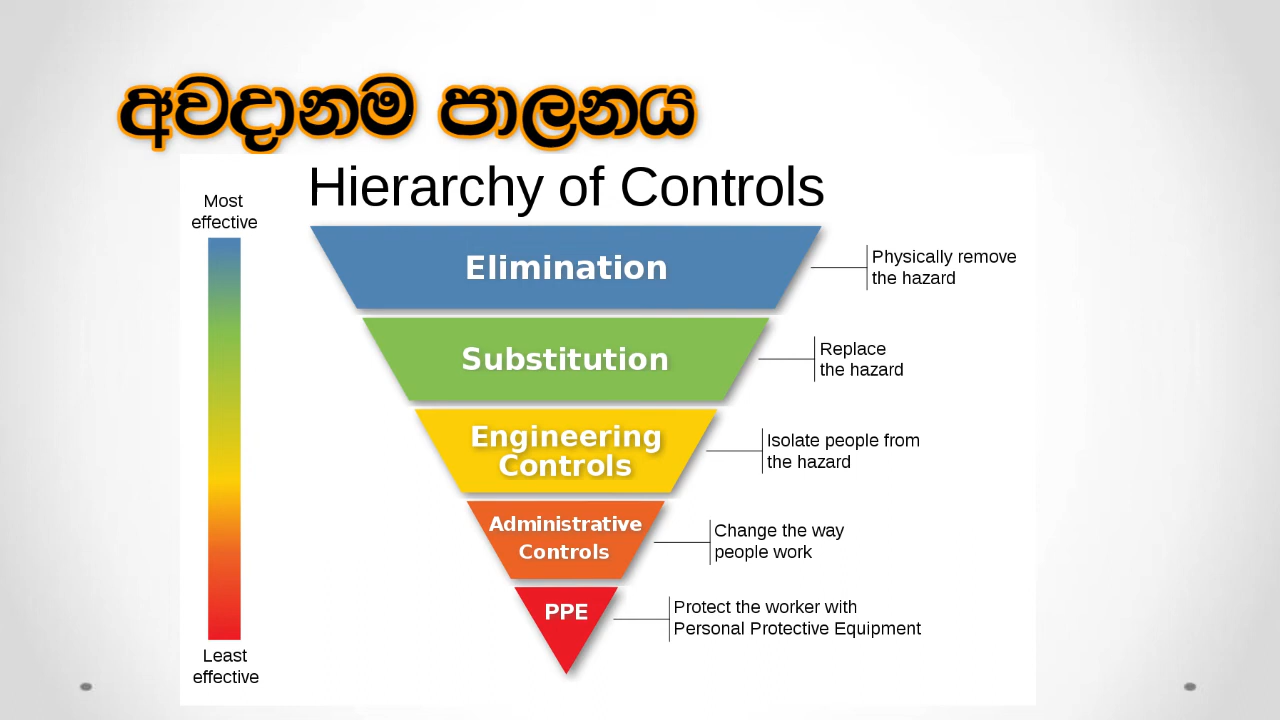 අවදානම පාලනය
Hierarchy of Controls
Most
effective
Elimination
Physically remove
the hazard
Substitution
Replace
the hazard
Engineering
Controls
Isolate people from
the hazard
Administrative
Controls
Change the way
people work
PPE
Protect the worker with
Personal Protective Equipment
Least
effective